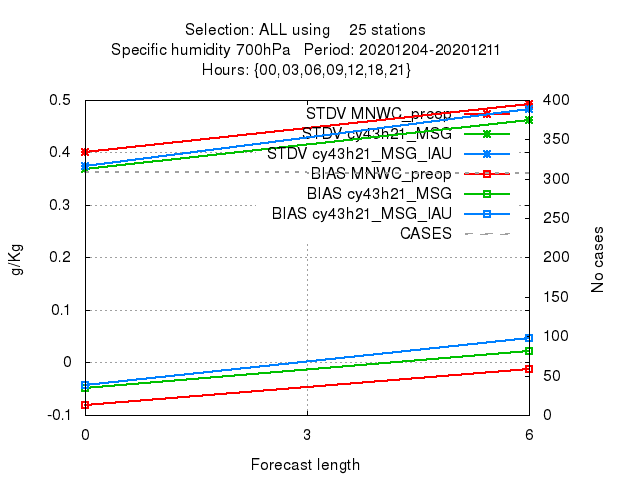 Selection: ALL using 25 stations
Specific humidity 700hPa Period: 20201204-20201211
Hours: {00,03,06,09,12,18,21}
0.5
0.4
0.3
0.2
0.1
0
-0.1
g/Kg
STDV MNWC_preop
STDV cy43h21_MSG
STDV cy43h21_MSG_IAU
BIAS MNWC_preop
BIAS cy43h21_MSG
BIAS cy43h21_MSG_IAU
CASES
400
350
300
250
200
150
100
50
0
No cases
0 3 6
Forecast length